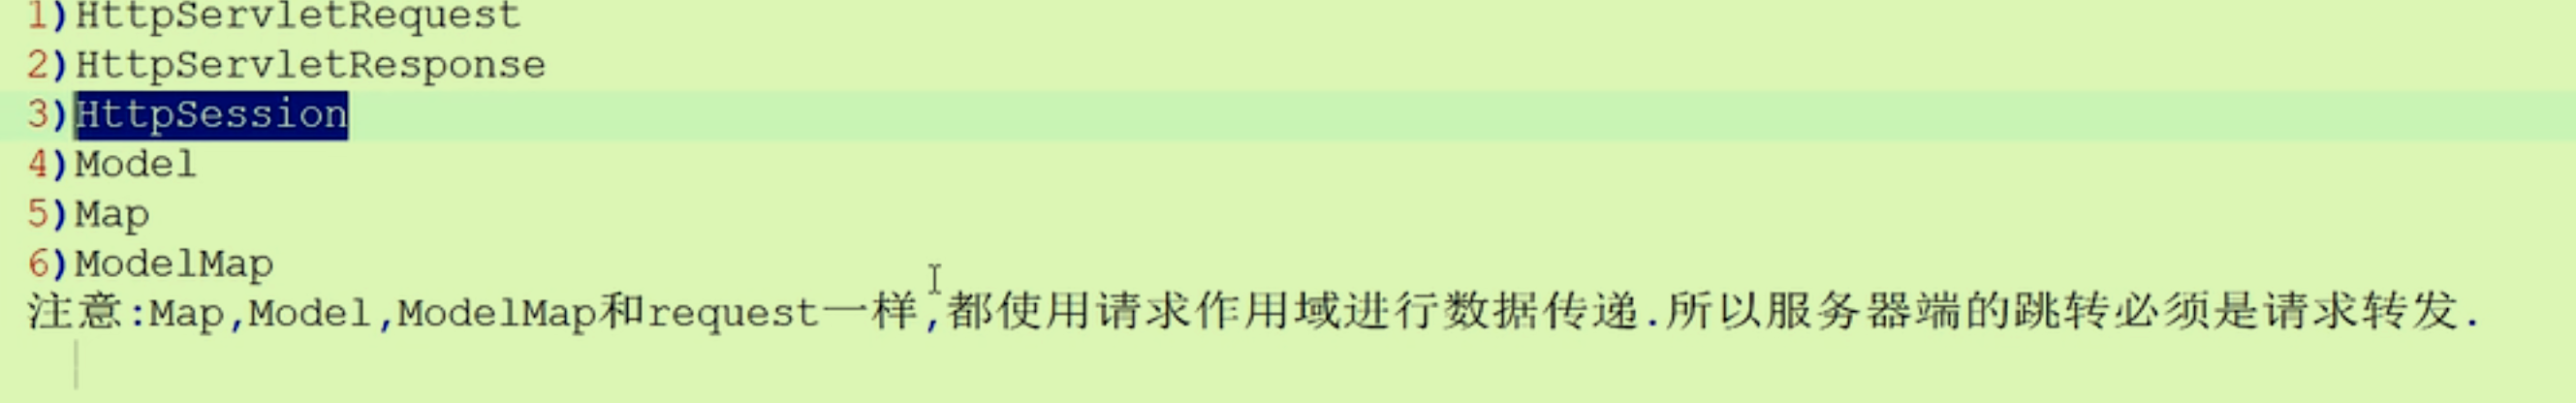 1)HttpServletRequest
2)HttpServletResponse
3)HttpSession
4)Model
5)Map
6)ModelMap
注意:Map,Model,ModelMap和request一样,都使用请求作用域进行数据传递.所以服务器端的跳转必须是请求转发.